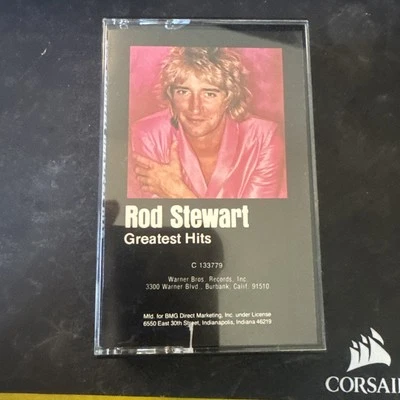 Rod Stewart
Greatest Hits
C 133779
Warner Bros. Records, Inc.
3300 Warner Blvd., Burbank, Calif. 91510
Mfd. for BMG Direct Marketing, Inc. under License
6550 East 30th Street, Indianapolis, Indiana 46219
CORSAI